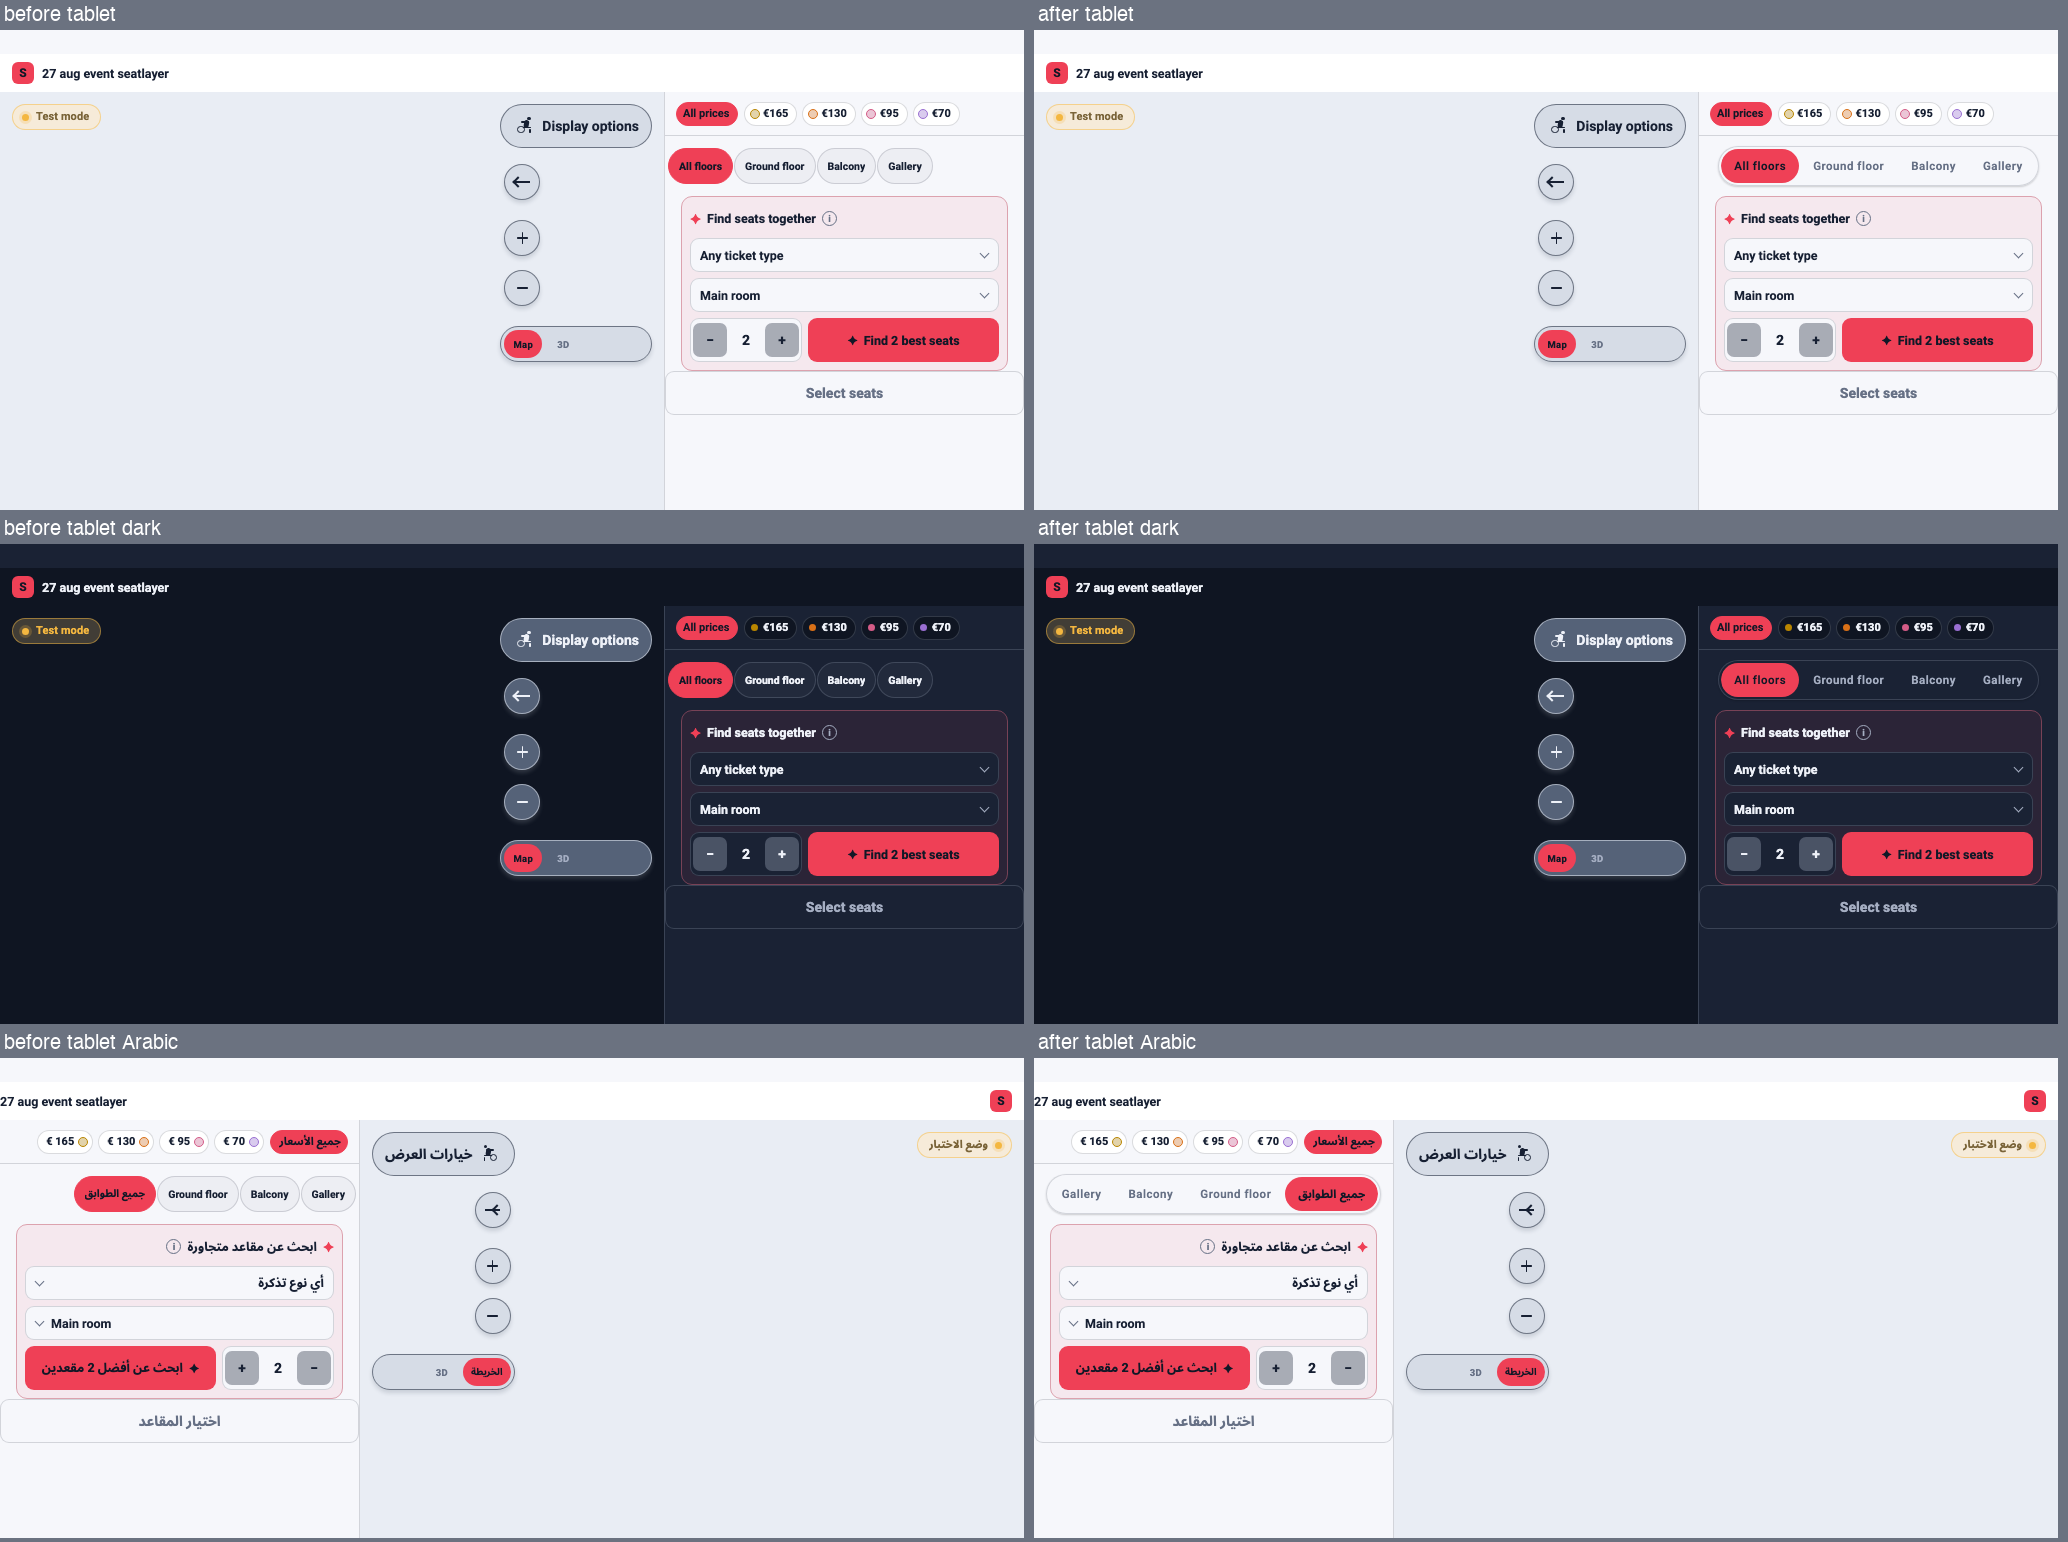 before tablet
S 27 aug event seatlayer
Test mode
Display options
Map 3D
All prices €165 €130 €95 €70
All floors Ground floor Balcony Gallery
Find seats together i
Any ticket type
Main room
- 2 + Find 2 best seats
Select seats
after tablet
S 27 aug event seatlayer
Test mode
Display options
Map 3D
All prices €165 €130 €95 €70
All floors Ground floor Balcony Gallery
Find seats together i
Any ticket type
Main room
- 2 + Find 2 best seats
Select seats
before tablet dark
S 27 aug event seatlayer
Test mode
Display options
Map 3D
All prices €165 €130 €95 €70
All floors Ground floor Balcony Gallery
Find seats together i
Any ticket type
Main room
- 2 + Find 2 best seats
Select seats
after tablet dark
S 27 aug event seatlayer
Test mode
Display options
Map 3D
All prices €165 €130 €95 €70
All floors Ground floor Balcony Gallery
Find seats together i
Any ticket type
Main room
- 2 + Find 2 best seats
Select seats
before tablet Arabic
27 aug event seatlayer S
وضع الاختبار
خيارات العرض
الخريطة 3D
جميع الأسعار € 70 € 95 € 130 € 165
جميع الطوابق Ground floor Balcony Gallery
ابحث عن مقاعد متجاورة i
أي نوع تذكرة
Main room
- 2 + ابحث عن أفضل 2 مقعدين
اختيار المقاعد
after tablet Arabic
27 aug event seatlayer S
وضع الاختبار
خيارات العرض
الخريطة 3D
جميع الأسعار € 70 € 95 € 130 € 165
جميع الطوابق Ground floor Balcony Gallery
ابحث عن مقاعد متجاورة i
أي نوع تذكرة
Main room
- 2 + ابحث عن أفضل 2 مقعدين
اختيار المقاعد